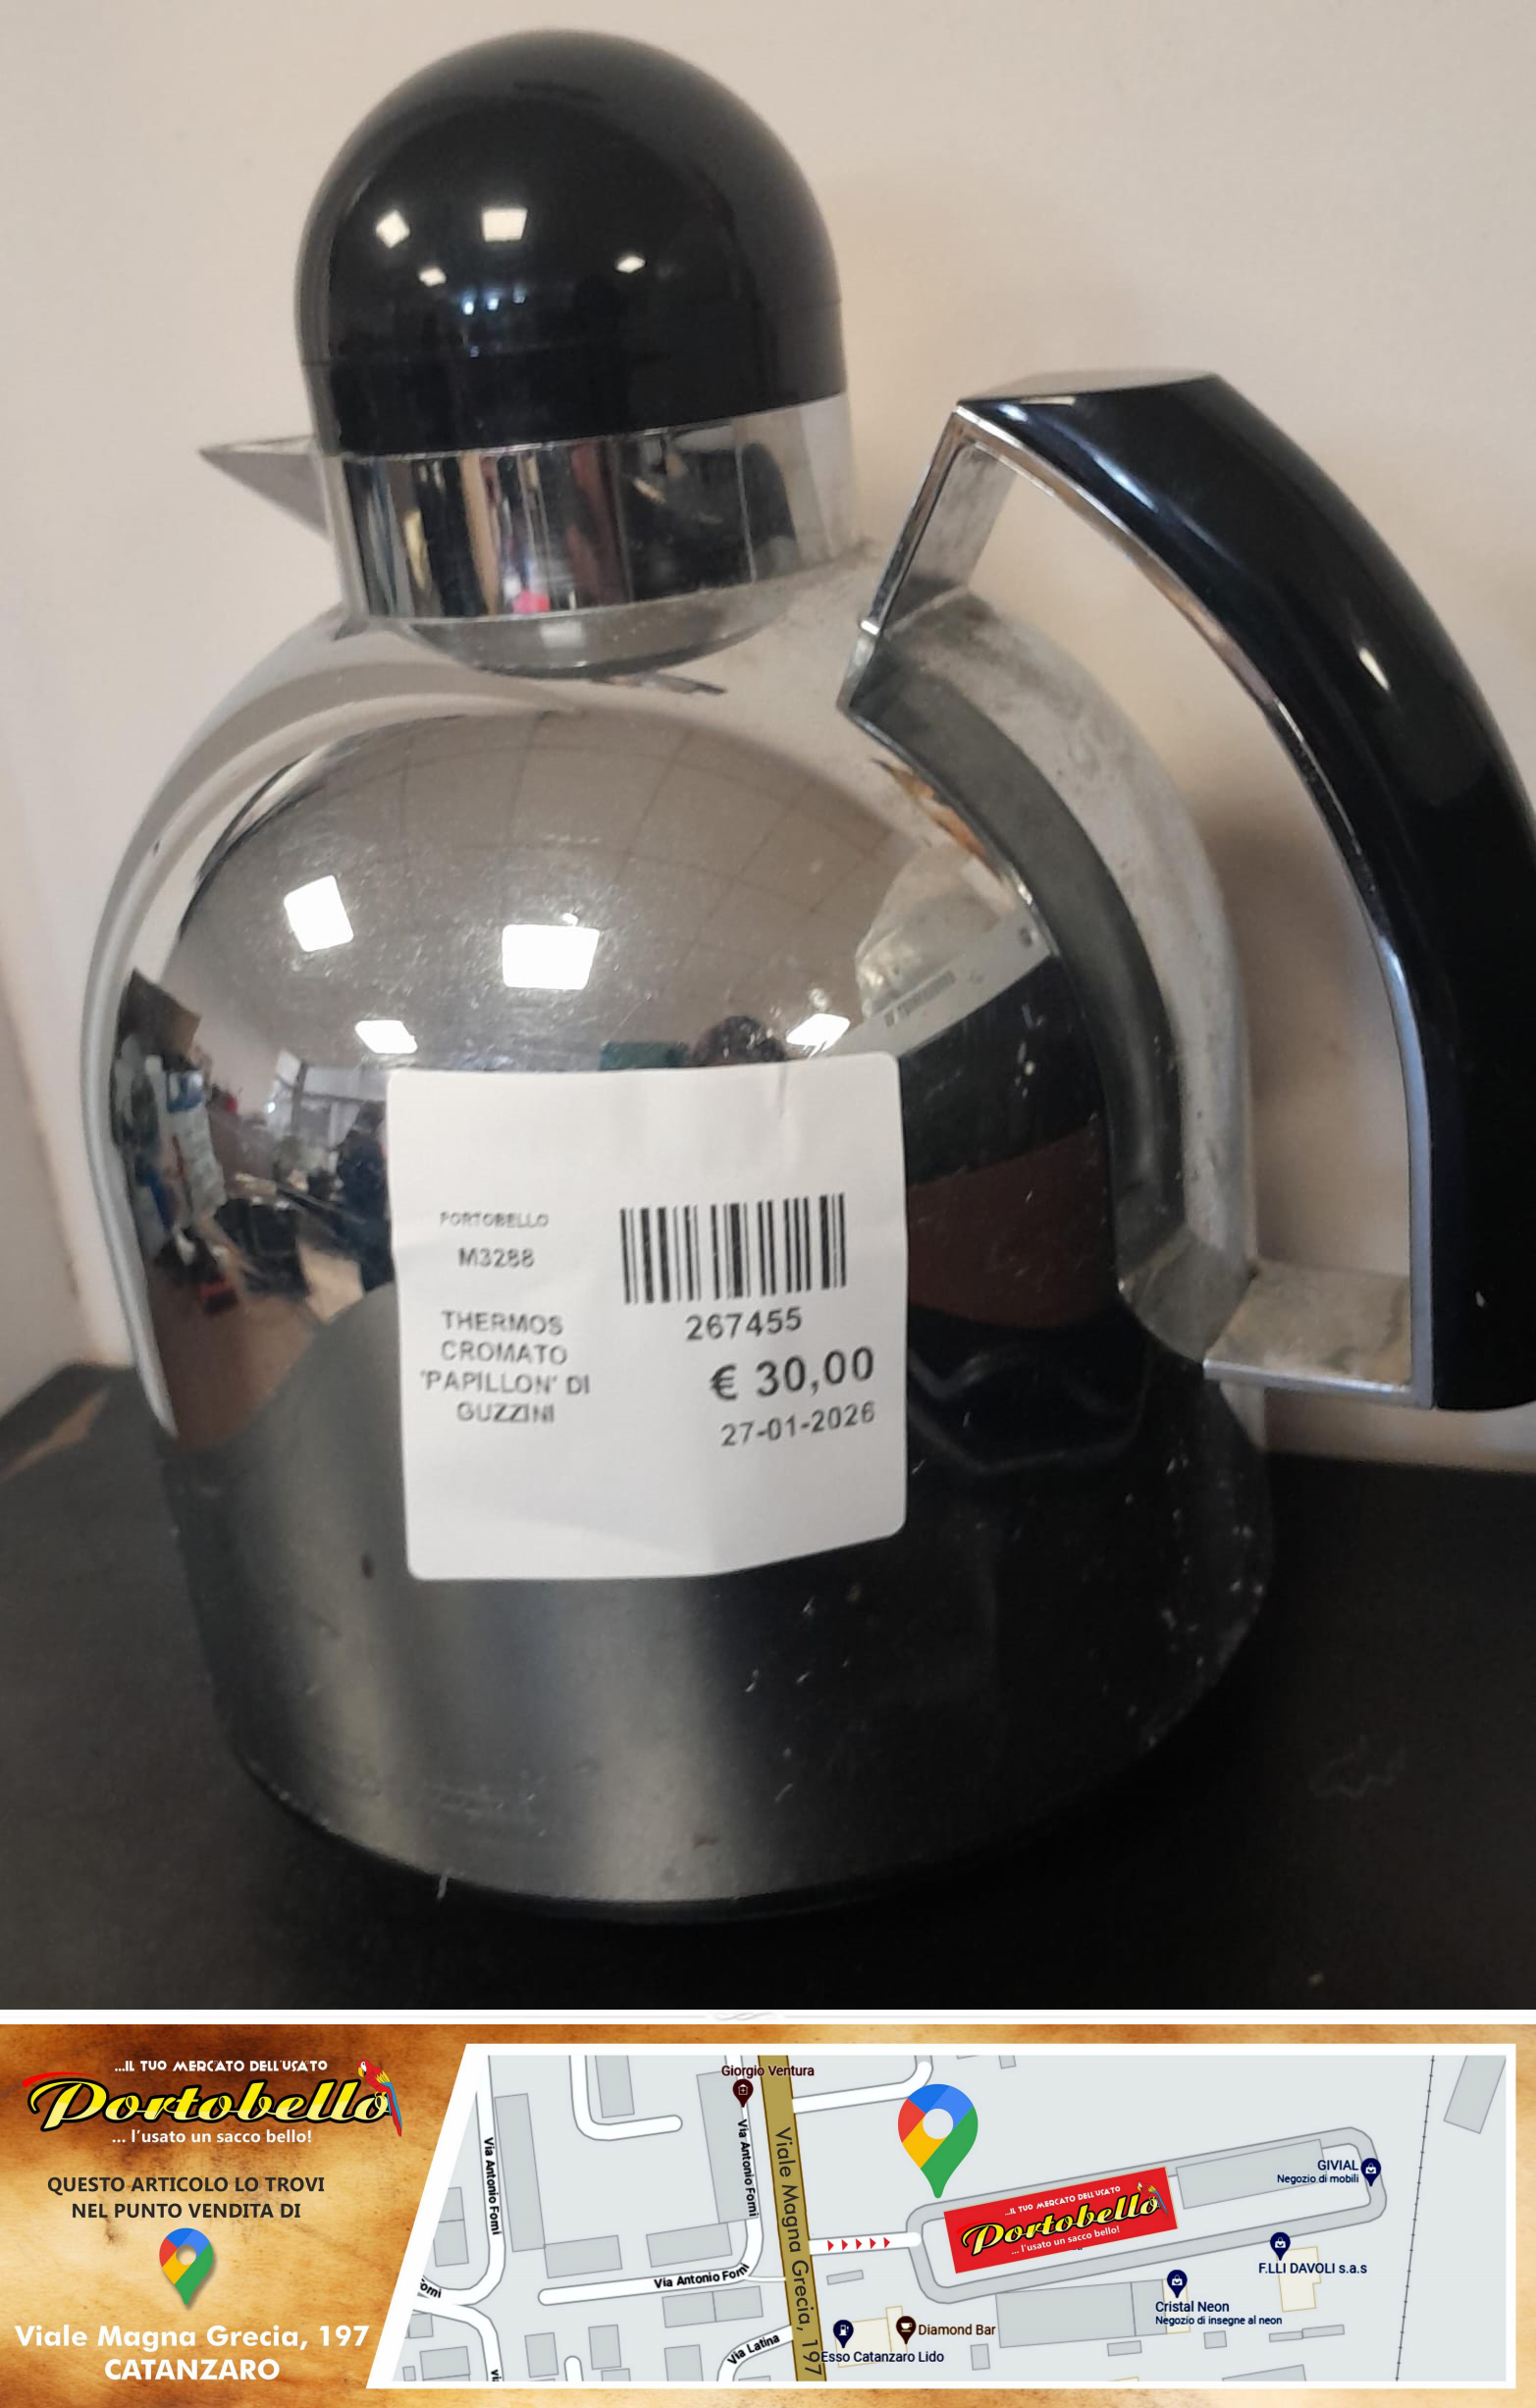 PORTOBELLO
M3288
THERMOS
CROMATO
'PAPILLON' DI
GUZZINI
267455
€ 30,00
27-01-2026
...IL TUO MERCATO DELL'USATO
Portobello
... l'usato un sacco bello!
QUESTO ARTICOLO LO TROVI
NEL PUNTO VENDITA DI
Viale Magna Grecia, 197
CATANZARO
Giorgio Ventura
Via Antonio Forni
Via Antonio Forni
Viale Magna Grecia, 197
Via Antonio Forni
Forni
Via Latina
...IL TUO MERCATO DELL'USATO
Portobello
... l'usato un sacco bello!
GIVIAL
Negozio di mobili
F.LLI DAVOLI s.a.s
Cristal Neon
Negozio di insegne al neon
Diamond Bar
Esso Catanzaro Lido